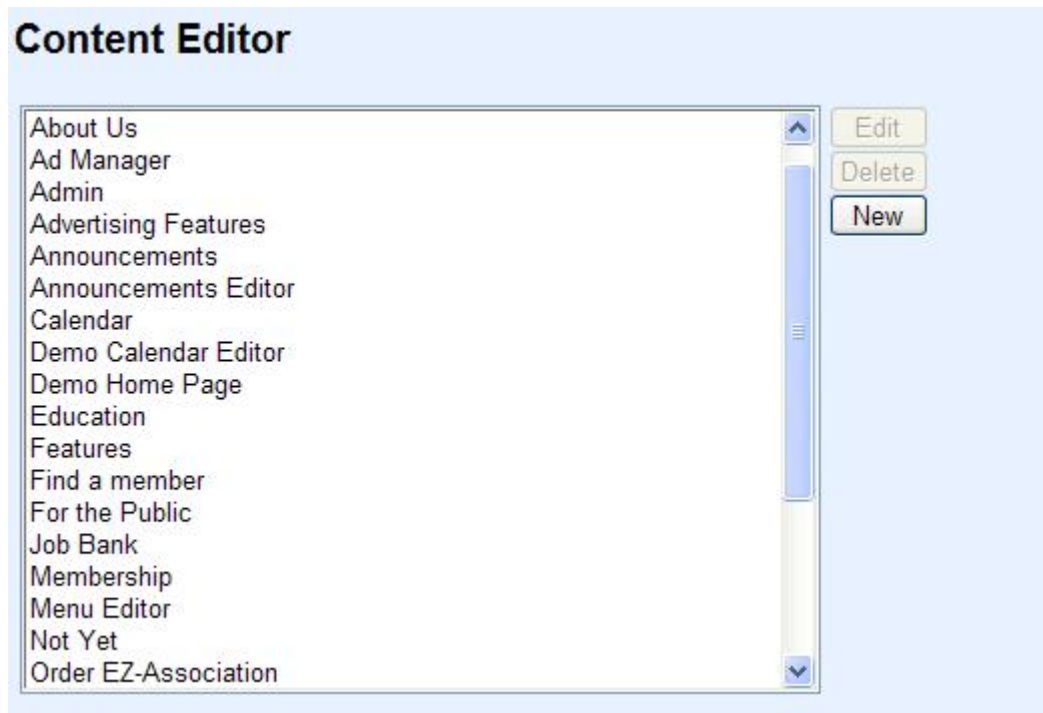 Content Editor
About Us
Ad Manager
Admin
Advertising Features
Announcements
Announcements Editor
Calendar
Demo Calendar Editor
Demo Home Page
Education
Features
Find a member
For the Public
Job Bank
Membership
Menu Editor
Not Yet
Order EZ-Association
Edit
Delete
New